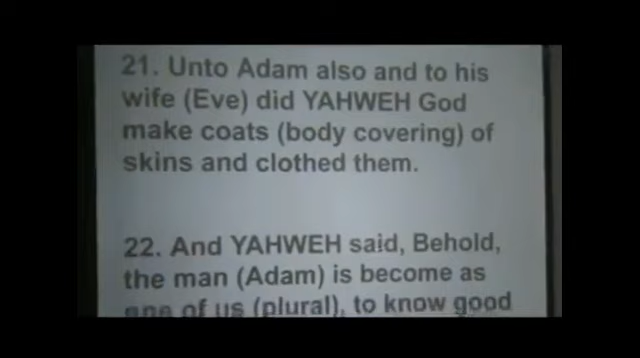 21. Unto Adam also and to his
wife (Eve) did YAHWEH God
make coats (body covering) of
skins and clothed them.
22. And YAHWEH said, Behold,
the man (Adam) is become as
one of us (plural), to know good